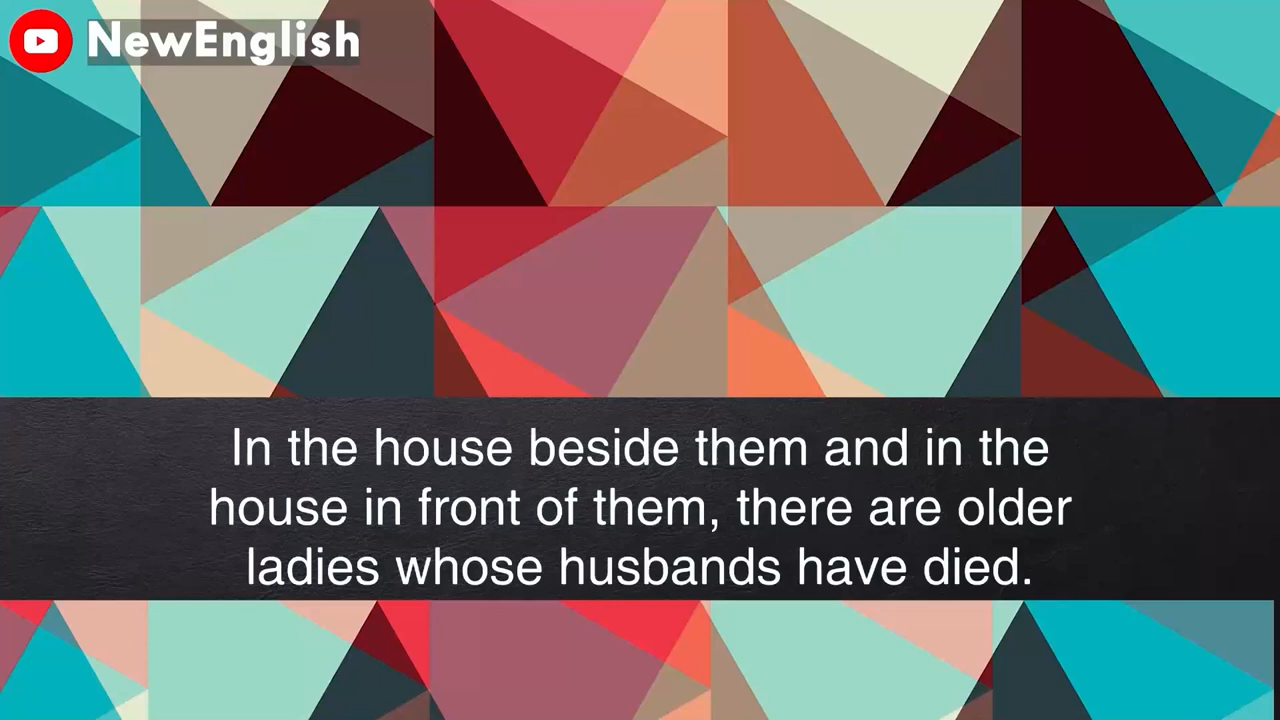 NewEnglish
In the house beside them and in the
house in front of them, there are older
ladies whose husbands have died.